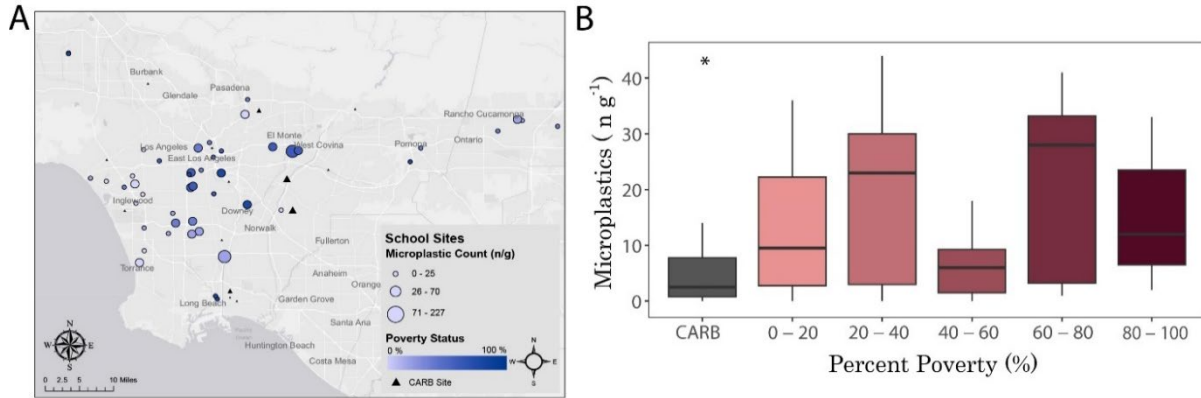 A
Burbank
Glendale
Pasadena
Rancho Cucamonga
El Monte
West Covina
Pomona
Ontario
Los Angeles
East Los Angeles
Inglewood
Downey
Norwalk
Fullerton
Torrance
Anaheim
Orange
Long Beach
Garden Grove
Santa Ana
Huntington Beach
Costa Mesa
School Sites
Microplastic Count (n/g)
0 - 25
26 - 70
71 - 227
Poverty Status
0 % 100 %
CARB Site
N
W E
S
N
W E
S
0 2.5 5 10 Miles
B
Microplastics ( n g⁻¹)
40
30
20
10
0
*
CARB 0 – 20 20 – 40 40 – 60 60 – 80 80 – 100
Percent Poverty (%)